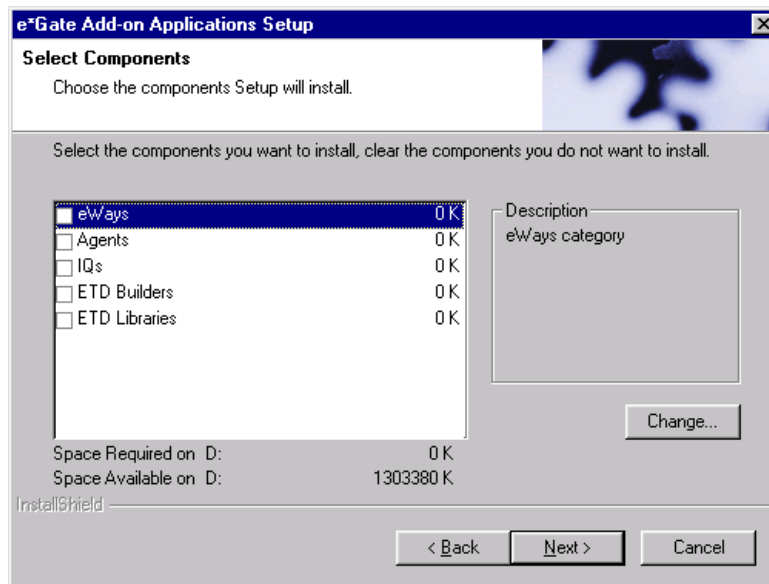 e*Gate Add-on Applications Setup
Select Components
Choose the components Setup will install.
Select the components you want to install, clear the components you do not want to install.
eWays 0 K
Agents 0 K
IQs 0 K
ETD Builders 0 K
ETD Libraries 0 K
Description
eWays category
Change...
Space Required on D: 0 K
Space Available on D: 1303380 K
InstallShield
< Back Next > Cancel